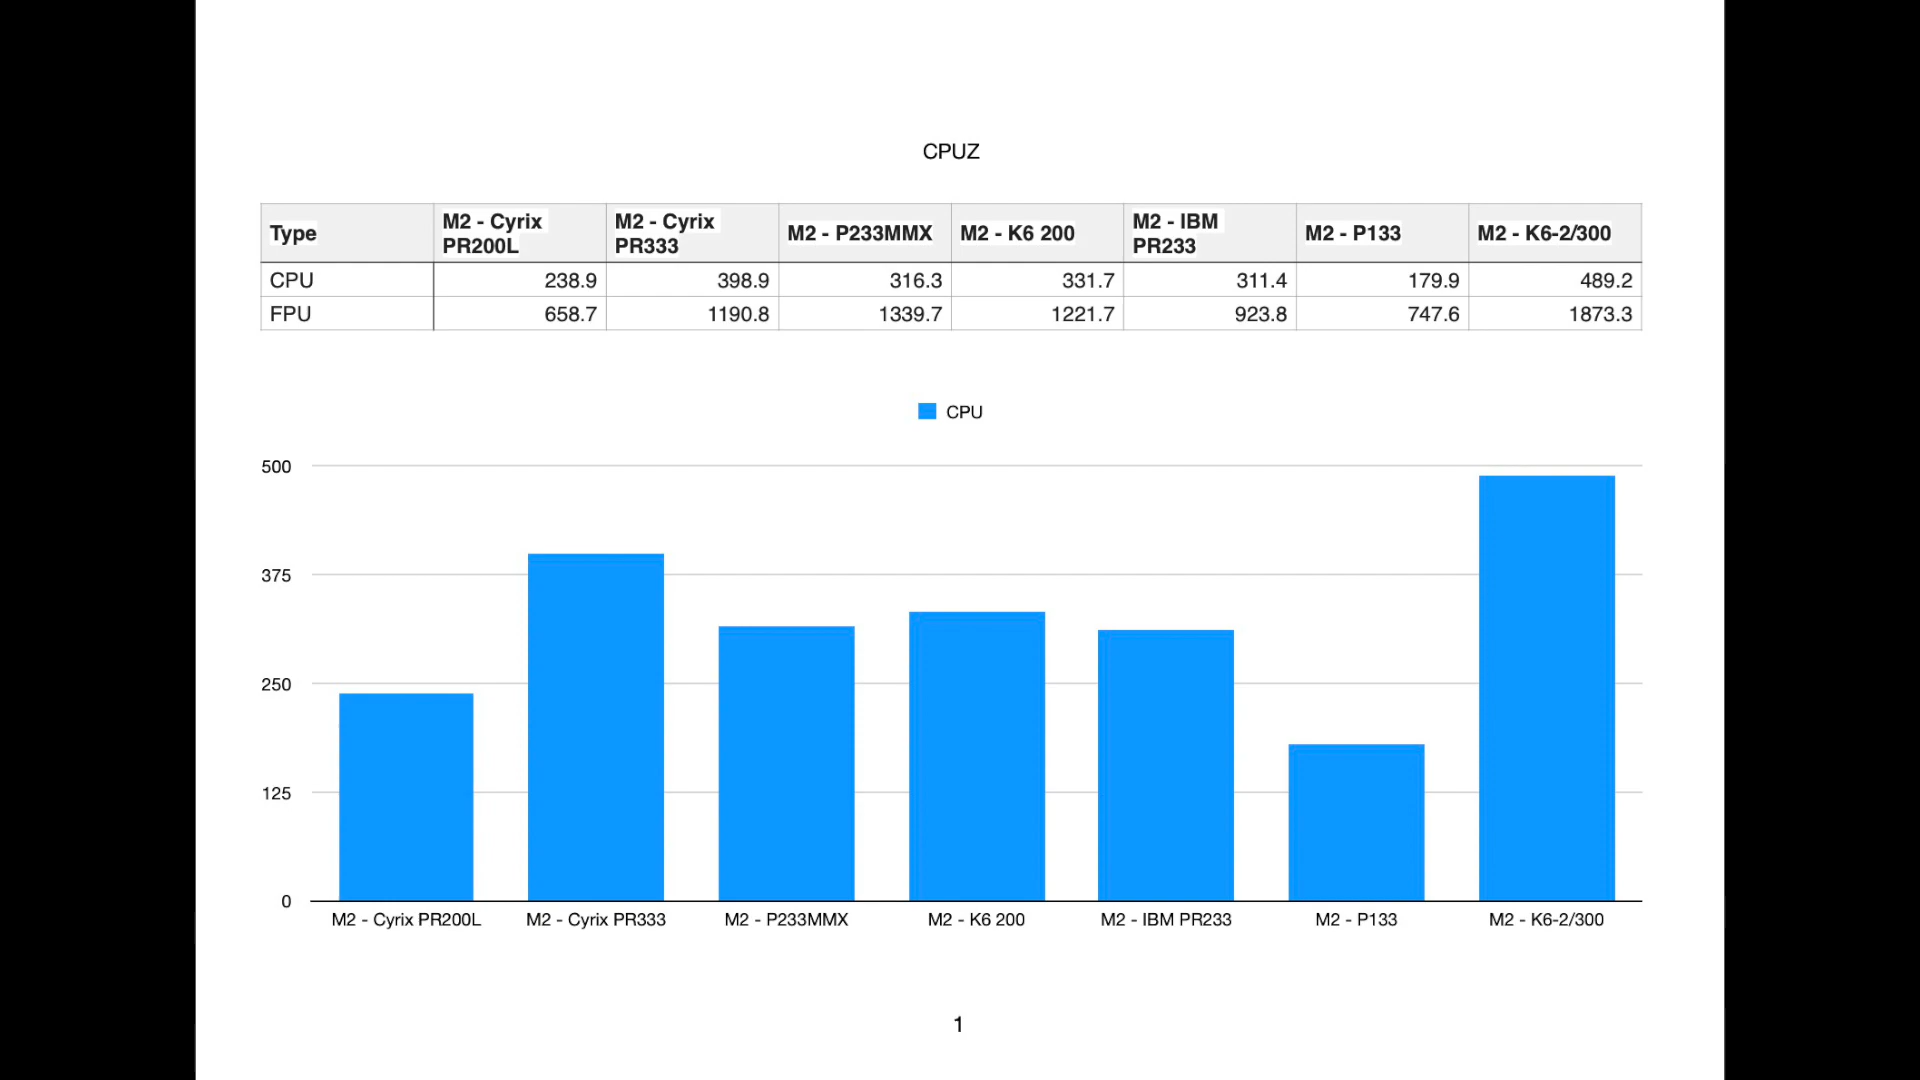 CPUZ
Type M2 - Cyrix PR200L M2 - Cyrix PR333 M2 - P233MMX M2 - K6 200 M2 - IBM PR233 M2 - P133 M2 - K6-2/300
CPU 238.9 398.9 316.3 331.7 311.4 179.9 489.2
FPU 658.7 1190.8 1339.7 1221.7 923.8 747.6 1873.3
CPU
500
375
250
125
0
M2 - Cyrix PR200L M2 - Cyrix PR333 M2 - P233MMX M2 - K6 200 M2 - IBM PR233 M2 - P133 M2 - K6-2/300
1